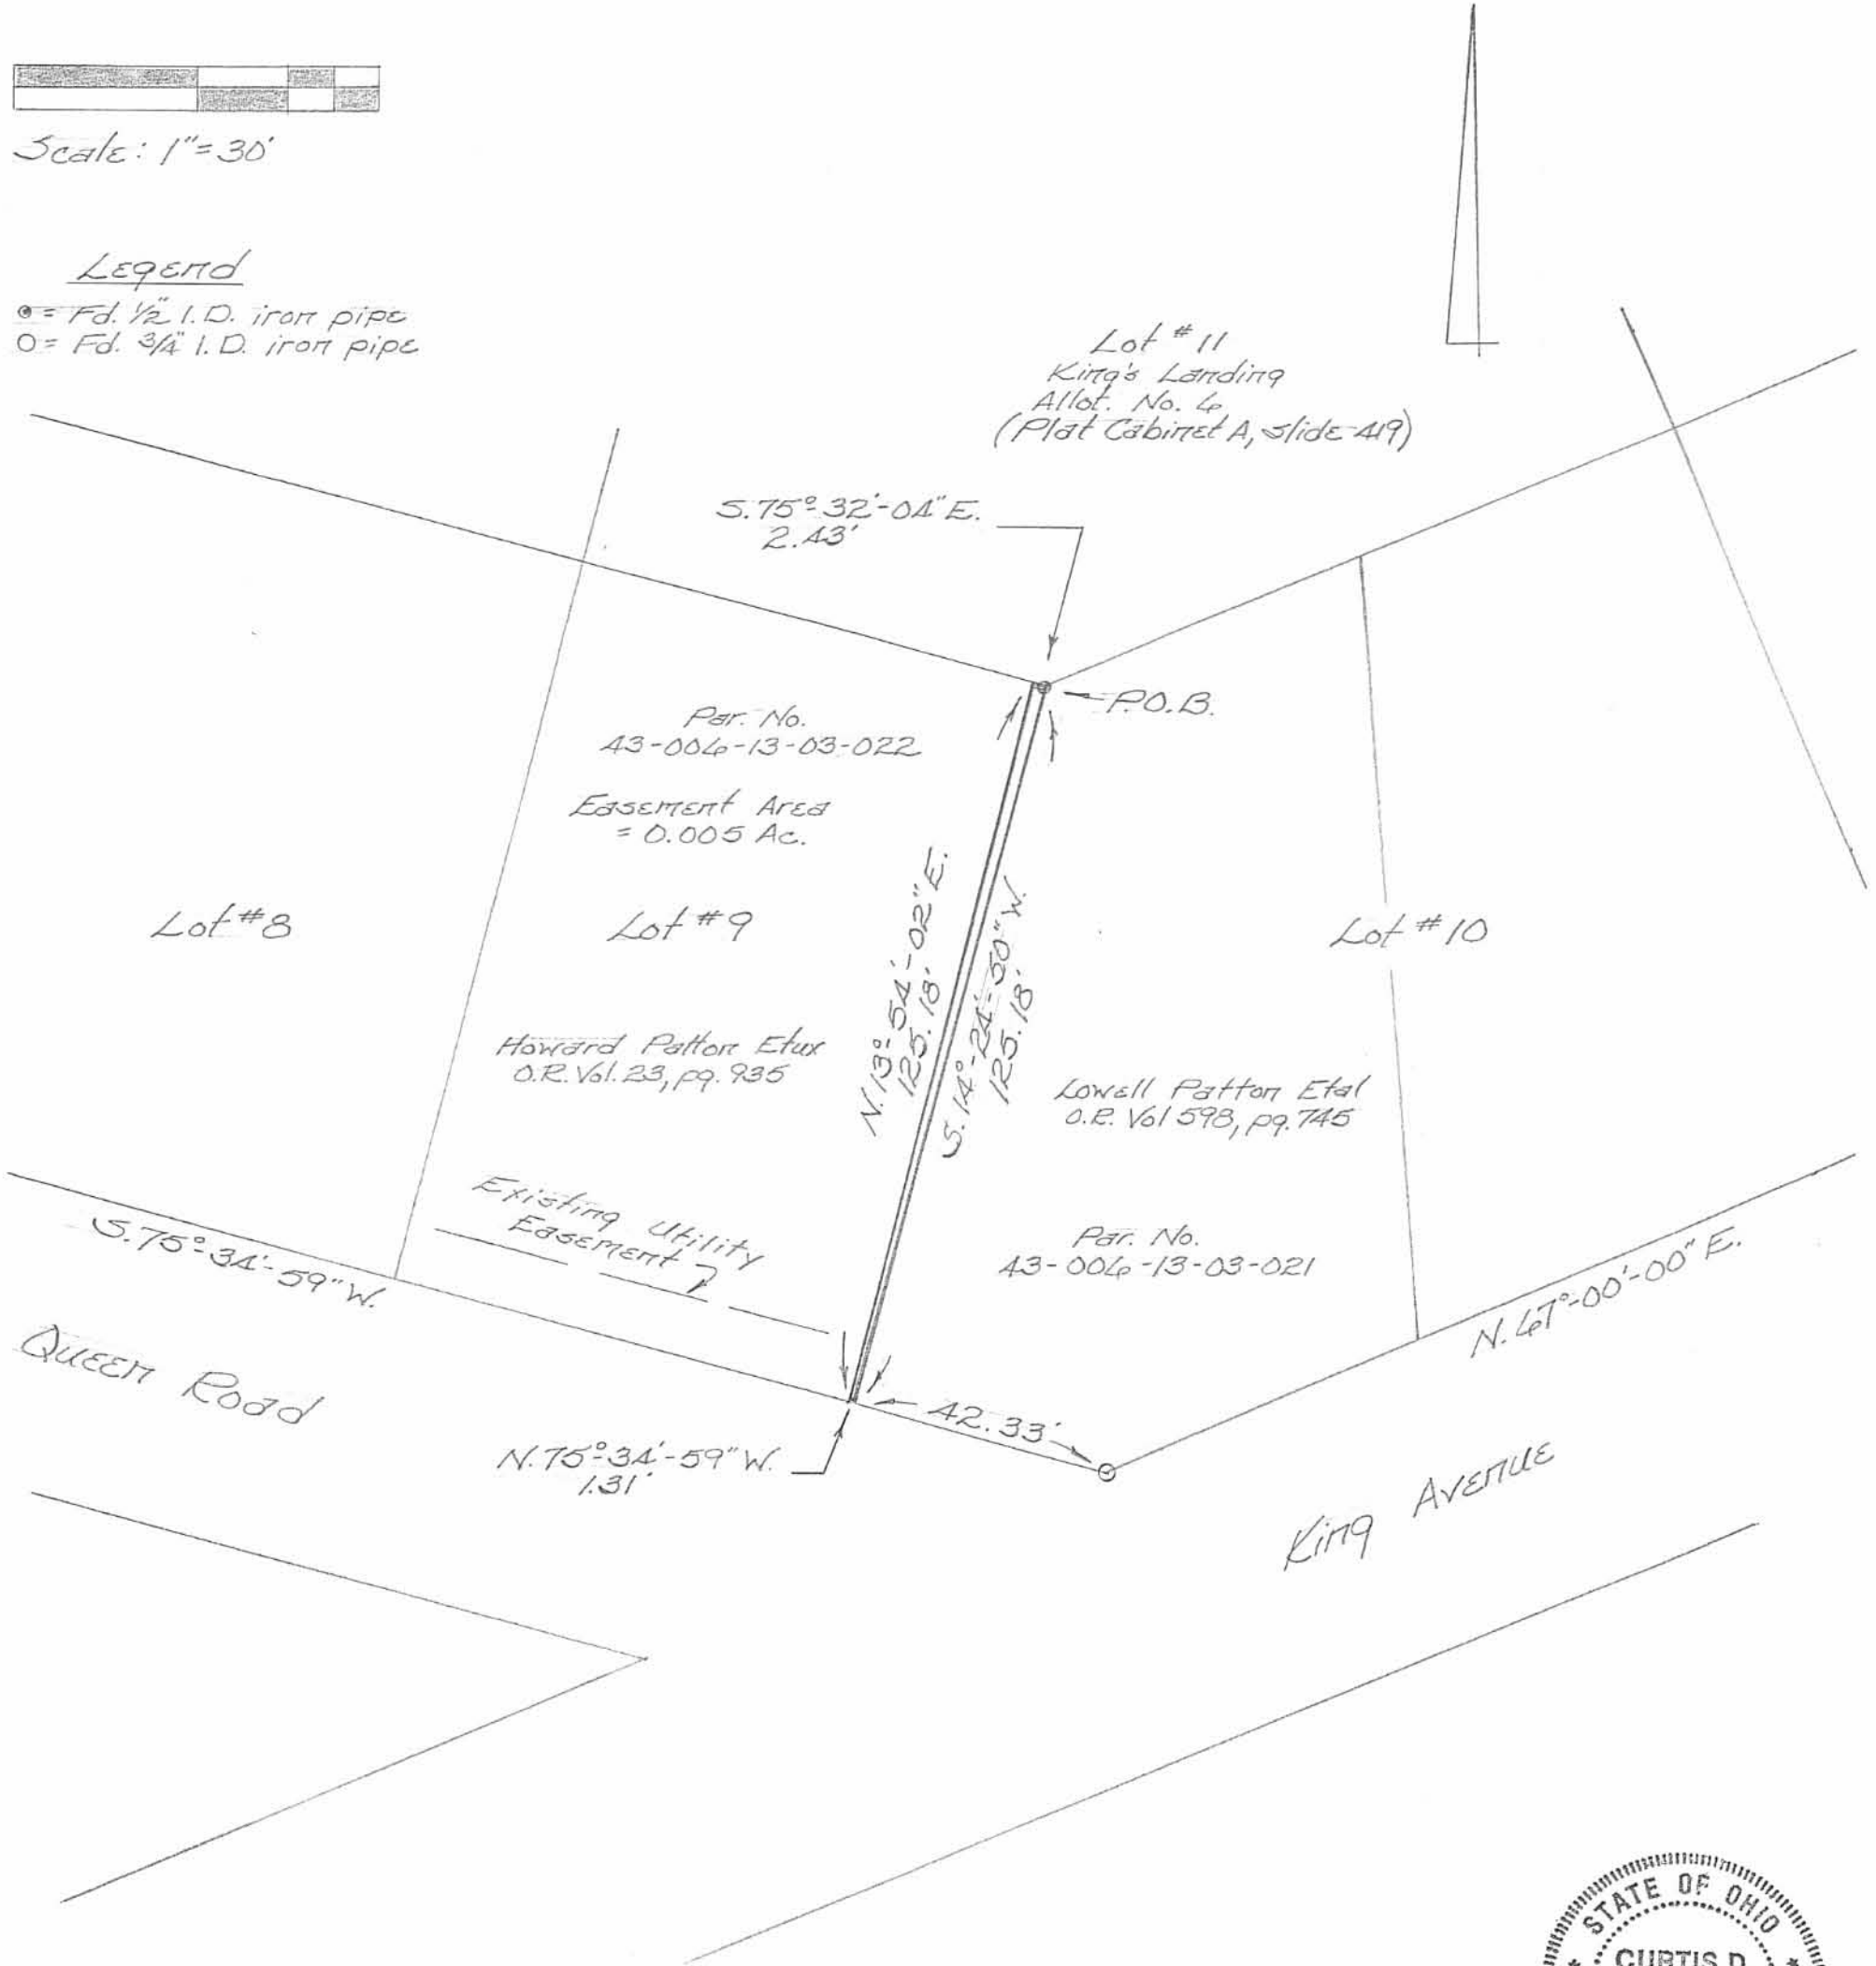 Scale: 1"=30'
Legend
= Fd. 1/2" I.D. iron pipe
O = Fd. 3/4" I.D. iron pipe
Lot #11
King's Landing
Allot. No. 6
(Plat Cabinet A, slide 419)
S.75°-32'-04"E.
2.43'
P.O.B.
Par. No.
43-006-13-03-022
Easement Area
= 0.005 Ac.
Lot #8
Lot #9
Lot #10
N.13°-54'-02"E.
125.18'
S.14°-24'-50"W.
125.18'
Howard Patton Etux
O.R. Vol. 23, pg. 935
Lowell Patton Etal
O.R. Vol 598, pg. 745
Existing Utility
Easement
Par. No.
43-006-13-03-021
S.75°-34'-59"W.
N.67°-00'-00"E.
Queen Road
42.33'
N.75°-34'-59"W.
1.31'
King Avenue
STATE OF OHIO
CURTIS D.